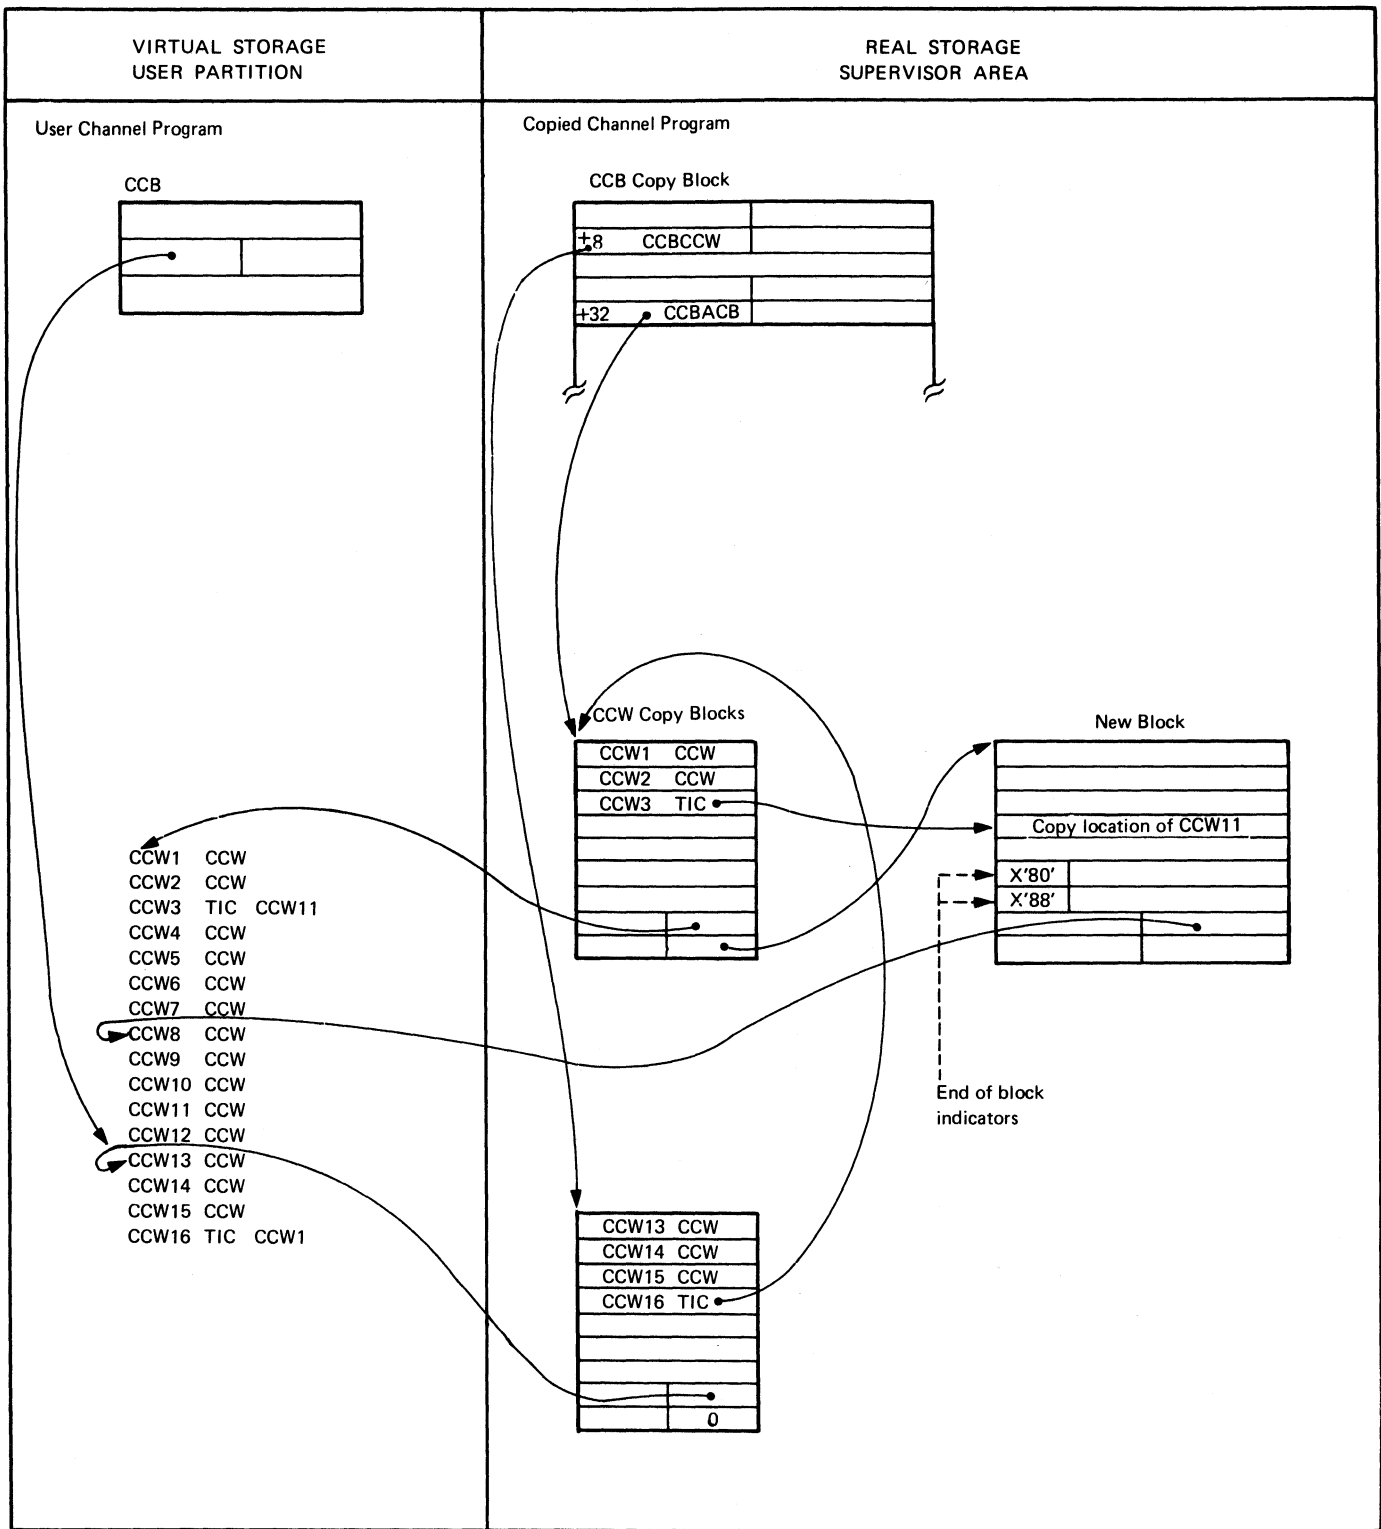 VIRTUAL STORAGE
USER PARTITION
REAL STORAGE
SUPERVISOR AREA
User Channel Program
Copied Channel Program
CCB
CCB Copy Block
+8 CCBCCW
+32 CCBACB
CCW Copy Blocks
CCW1 CCW
CCW2 CCW
CCW3 TIC
New Block
Copy location of CCW11
X'80'
X'88'
End of block
indicators
CCW1 CCW
CCW2 CCW
CCW3 TIC CCW11
CCW4 CCW
CCW5 CCW
CCW6 CCW
CCW7 CCW
CCW8 CCW
CCW9 CCW
CCW10 CCW
CCW11 CCW
CCW12 CCW
CCW13 CCW
CCW14 CCW
CCW15 CCW
CCW16 TIC CCW1
CCW13 CCW
CCW14 CCW
CCW15 CCW
CCW16 TIC
0